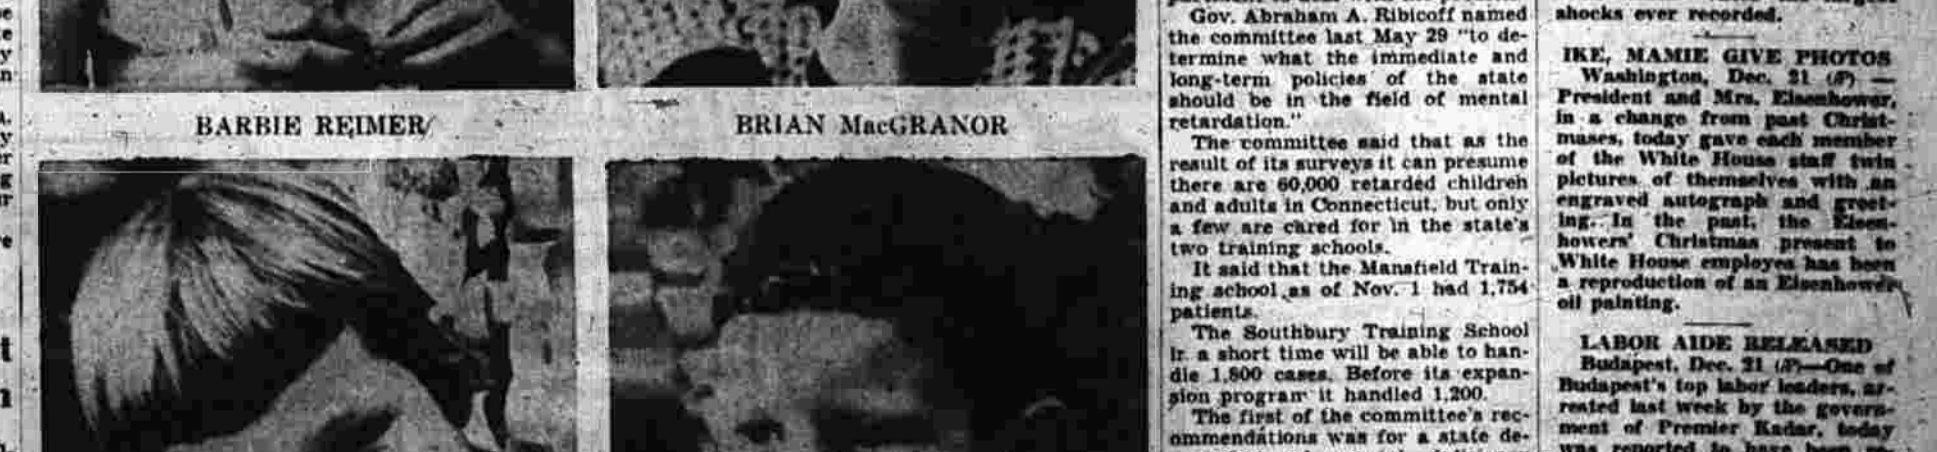 BARBIE REIMER
BRIAN MacGRANOR
Gov. Abraham A. Ribicoff named
the committee last May 29 "to de-
termine what the immediate and
long-term policies of the state
should be in the field of mental
retardation."
The committee said that as the
result of its surveys it can presume
there are 60,000 retarded children
and adults in Connecticut, but only
a few are cared for in the state's
two training schools.
It said that the Mansfield Train-
ing school as of Nov. 1 had 1,754
patients.
The Southbury Training School
in a short time will be able to han-
dle 1,800 cases. Before its expan-
sion program it handled 1,200.
The first of the committee's rec-
ommendations was for a state de-
shocks ever recorded.
IKE, MAMIE GIVE PHOTOS
Washington, Dec. 21 (AP) —
President and Mrs. Eisenhower,
in a change from past Christ-
mases, today gave each member
of the White House staff twin
pictures of themselves with an
engraved autograph and greet-
ing. In the past, the Eisen-
howers' Christmas present to
White House employes has been
a reproduction of an Eisenhower
oil painting.
LABOR AIDE RELEASED
Budapest, Dec. 21 (AP)—One of
Budapest's top labor leaders, ar-
rested last week by the govern-
ment of Premier Kadar, today
was reported to have been re-